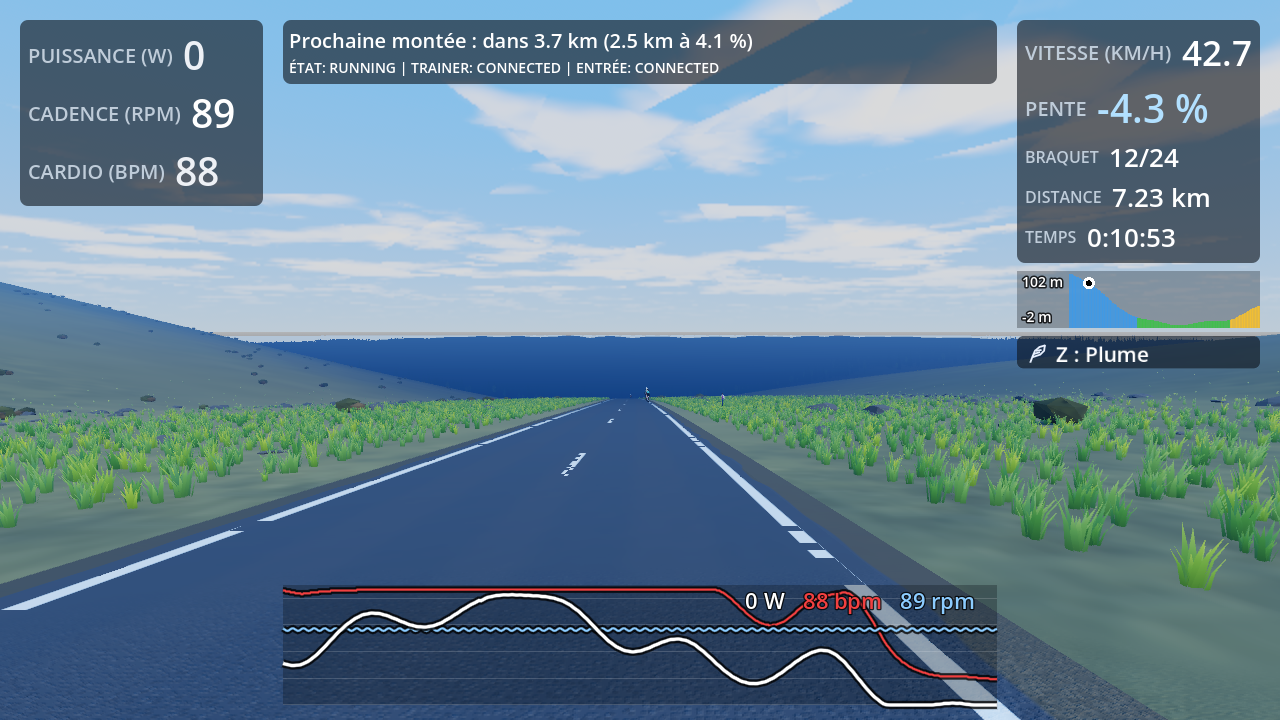 PUISSANCE (W) 0
CADENCE (RPM) 89
CARDIO (BPM) 88
Prochaine montée : dans 3.7 km (2.5 km à 4.1 %)
ÉTAT: RUNNING | TRAINER: CONNECTED | ENTRÉE: CONNECTED
VITESSE (KM/H) 42.7
PENTE -4.3 %
BRAQUET 12/24
DISTANCE 7.23 km
TEMPS 0:10:53
102 m
-2 m
Z : Plume
0 W 88 bpm 89 rpm